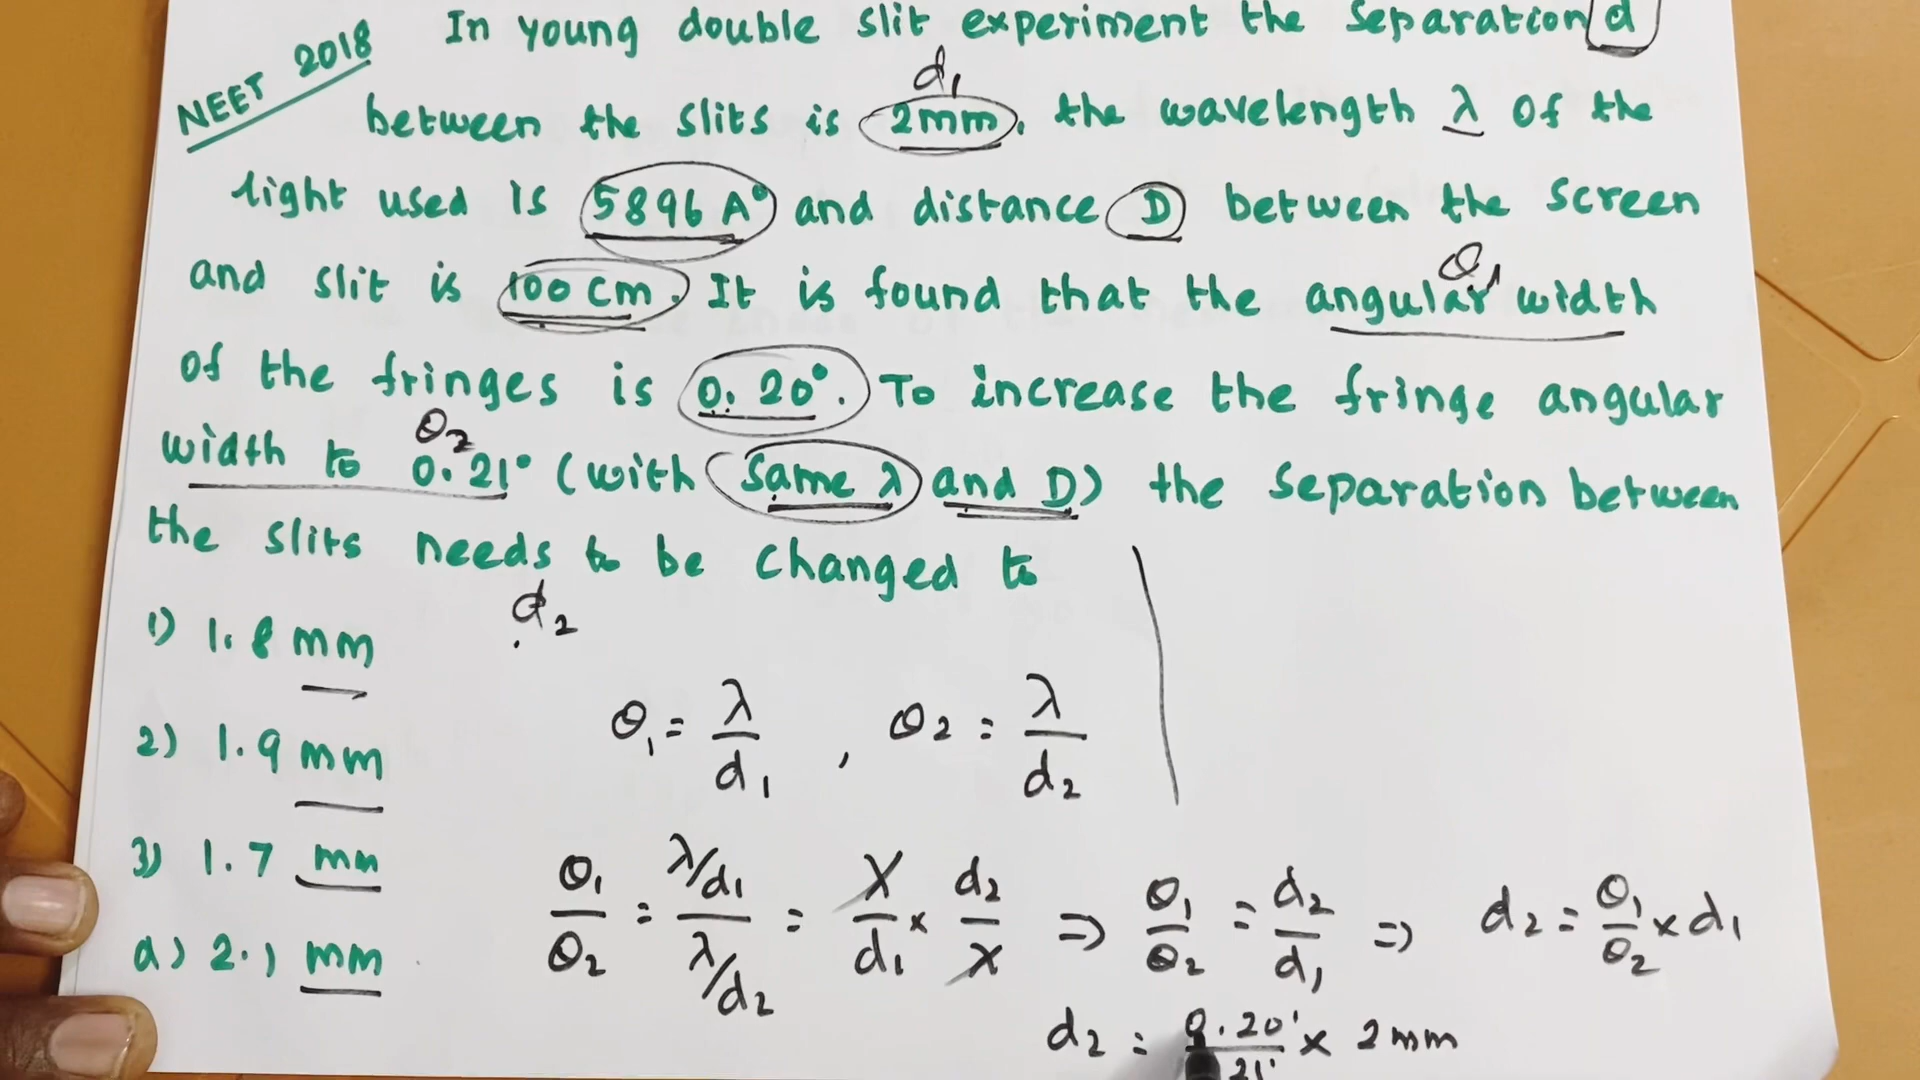 NEET 2018
In young double slit experiment the separation d
d₁
between the slits is 2mm. the wavelength λ of the
light used is 5896 A° and distance D between the screen
and slit is 100 cm. It is found that the angular width
θ₁
of the fringes is 0.20°. To increase the fringe angular
θ₂
width to 0.21° (with same λ and D) the separation between
the slits needs to be changed to
d₂
1) 1.8 mm
2) 1.9 mm
3) 1.7 mm
4) 2.1 mm
θ₁ = λ/d₁ , θ₂ = λ/d₂
θ₁/θ₂ = (λ/d₁)/(λ/d₂) = λ/d₁ × d₂/λ ⇒ θ₁/θ₂ = d₂/d₁ ⇒ d₂ = θ₁/θ₂ × d₁
d₂ = 0.20°/21° × 2mm